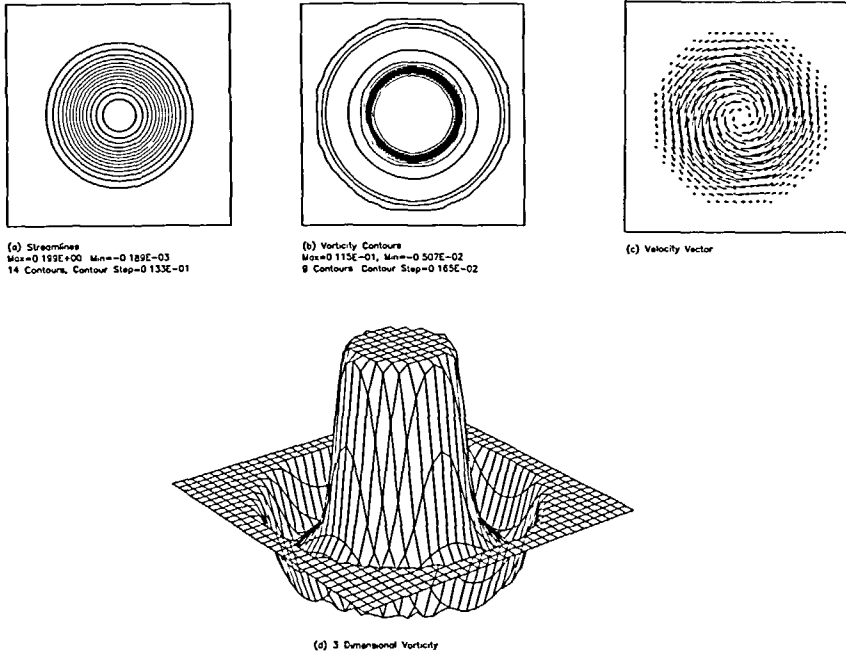 (a) Streamlines
Max=0 199E+00 Min=-0 189E-03
14 Contours, Contour Step=0 133E-01
(b) Vorticity Contours
Max=0 115E-01, Min=-0 507E-02
9 Contours Contour Step=0 165E-02
(c) Velocity Vector
(d) 3 Dimensional Vorticity